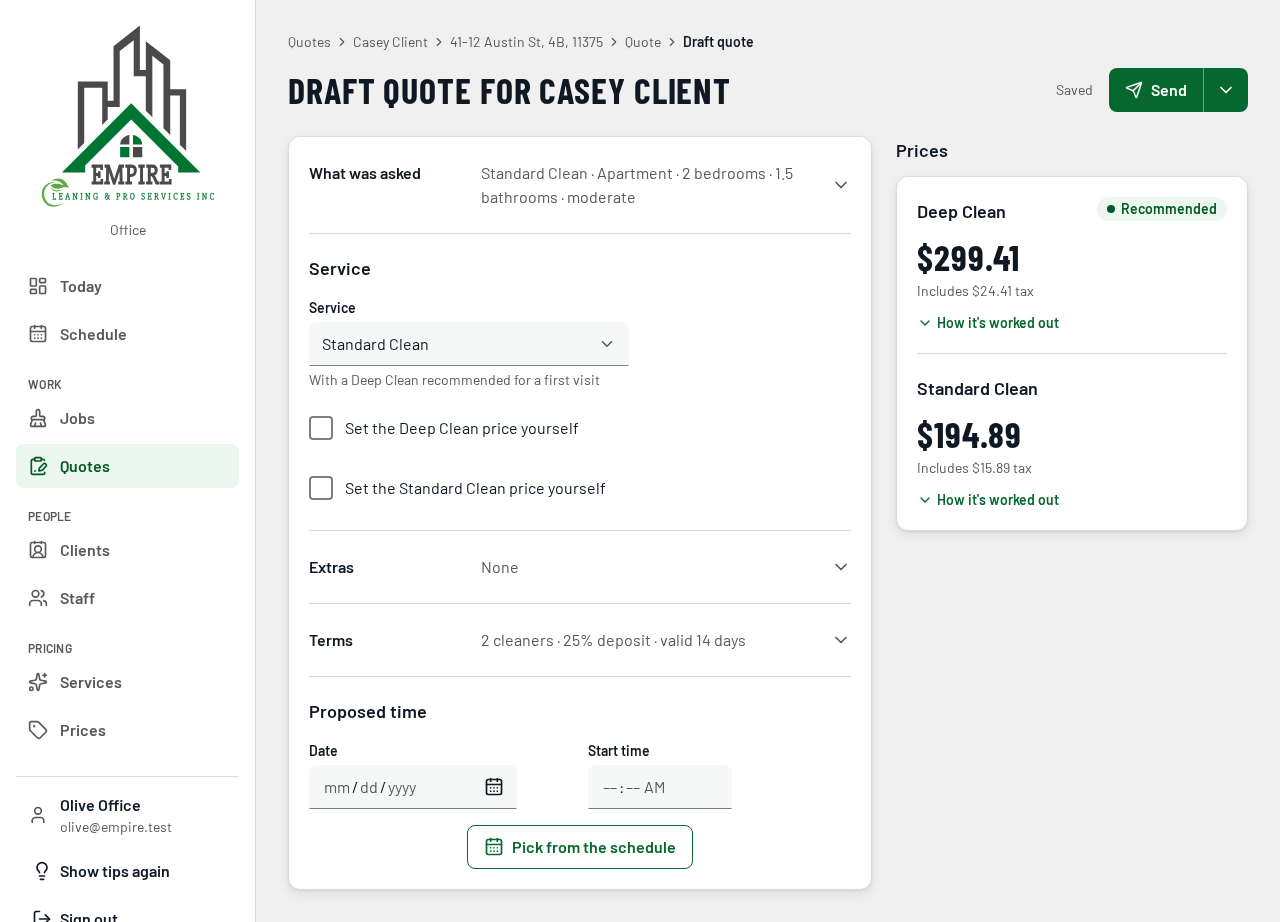 EMPIRE
LEANING & PRO SERVICES INC
Office
Today
Schedule
WORK
Jobs
Quotes
PEOPLE
Clients
Staff
PRICING
Services
Prices
Olive Office
olive@empire.test
Show tips again
Sign out
Quotes > Casey Client > 41-12 Austin St, 4B, 11375 > Quote > Draft quote
DRAFT QUOTE FOR CASEY CLIENT
Saved
Send
What was asked
Standard Clean · Apartment · 2 bedrooms · 1.5
bathrooms · moderate
Service
Service
Standard Clean
With a Deep Clean recommended for a first visit
Set the Deep Clean price yourself
Set the Standard Clean price yourself
Extras
None
Terms
2 cleaners · 25% deposit · valid 14 days
Proposed time
Date
Start time
mm/dd/yyyy
--:-- AM
Pick from the schedule
Prices
Deep Clean
Recommended
$299.41
Includes $24.41 tax
How it's worked out
Standard Clean
$194.89
Includes $15.89 tax
How it's worked out